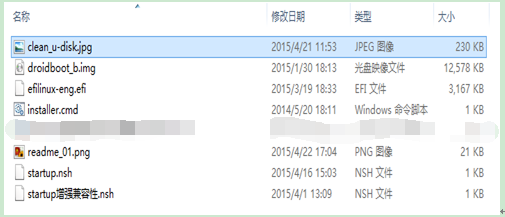 名称 修改日期 类型 大小
clean_u-disk.jpg 2015/4/21 11:53 JPEG 图像 230 KB
droidboot_b.img 2015/1/30 18:13 光盘映像文件 12,578 KB
efilinux-eng.efi 2015/3/19 18:33 EFI 文件 3,167 KB
installer.cmd 2014/5/20 18:11 Windows 命令脚本 1 KB
readme_01.png 2015/4/22 17:04 PNG 图像 21 KB
startup.nsh 2015/4/16 15:03 NSH 文件 1 KB
startup增强兼容性.nsh 2015/4/1 13:09 NSH 文件 1 KB